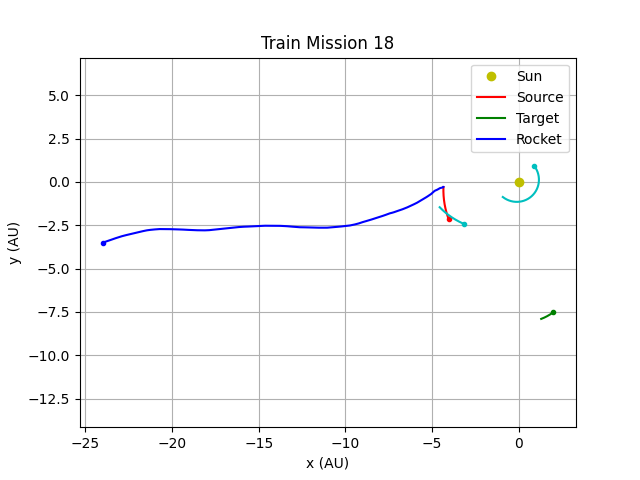 Train Mission 18
Sun
Source
Target
Rocket
5.0
2.5
0.0
−2.5
−5.0
−7.5
−10.0
−12.5
y (AU)
−25
−20
−15
−10
−5
0
x (AU)